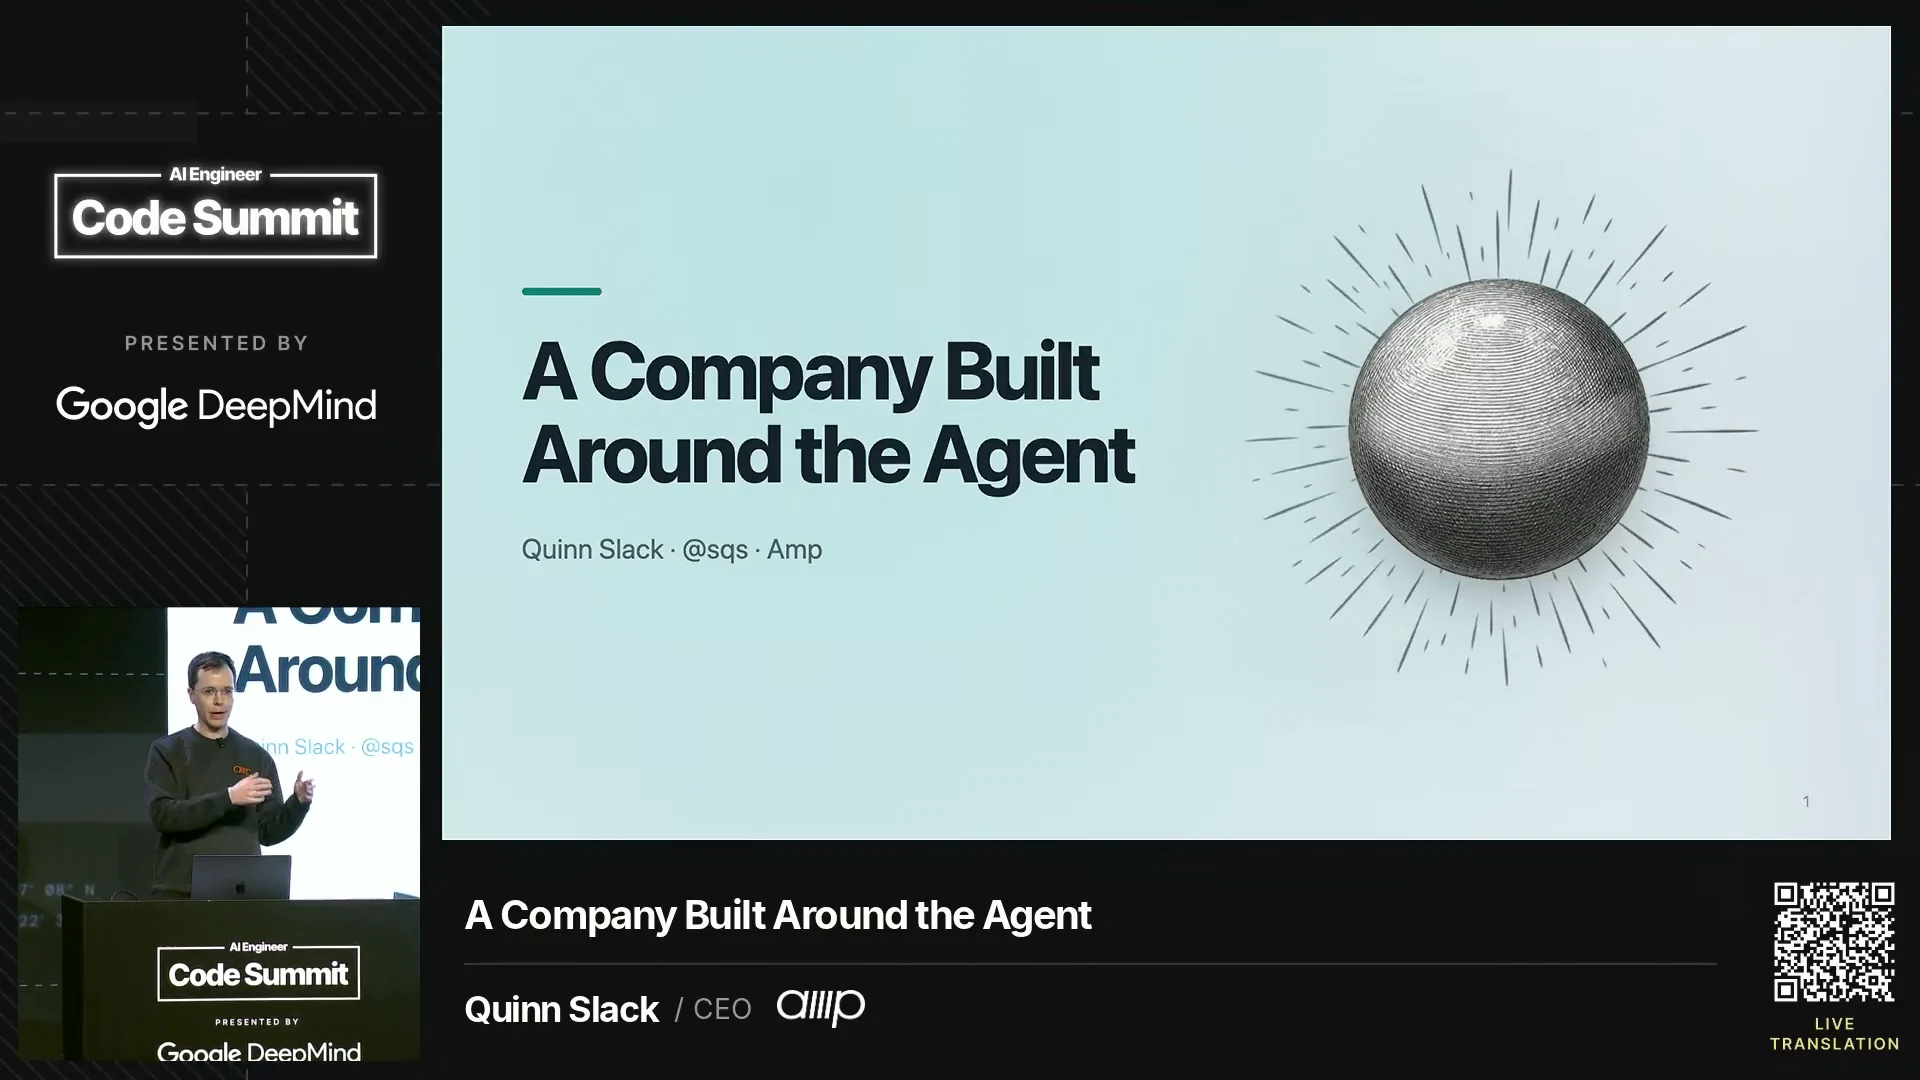 AI Engineer
Code Summit
PRESENTED BY
Google DeepMind
A Company Built
Around the Agent
Quinn Slack · @sqs · Amp
1
Around
inn Slack · @sqs
amp
AI Engineer
Code Summit
PRESENTED BY
Google DeepMind
A Company Built Around the Agent
Quinn Slack / CEO amp
LIVE
TRANSLATION